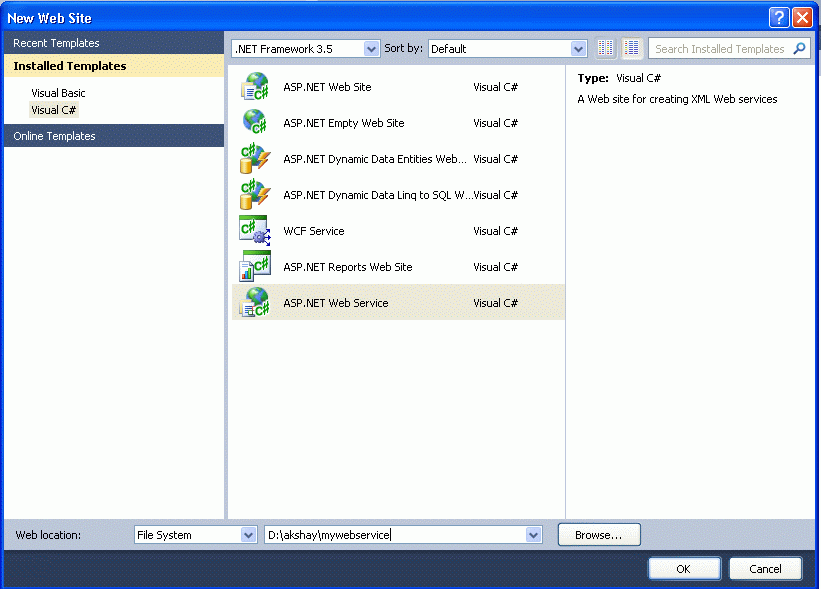 New Web Site
?
Recent Templates
Installed Templates
Visual Basic
Visual C#
Online Templates
.NET Framework 3.5
Sort by: Default
Search Installed Templates
ASP.NET Web Site Visual C#
ASP.NET Empty Web Site Visual C#
ASP.NET Dynamic Data Entities Web... Visual C#
ASP.NET Dynamic Data Linq to SQL W... Visual C#
WCF Service Visual C#
ASP.NET Reports Web Site Visual C#
ASP.NET Web Service Visual C#
Type: Visual C#
A Web site for creating XML Web services
Web location: File System D:\akshay\mywebservice Browse...
OK Cancel